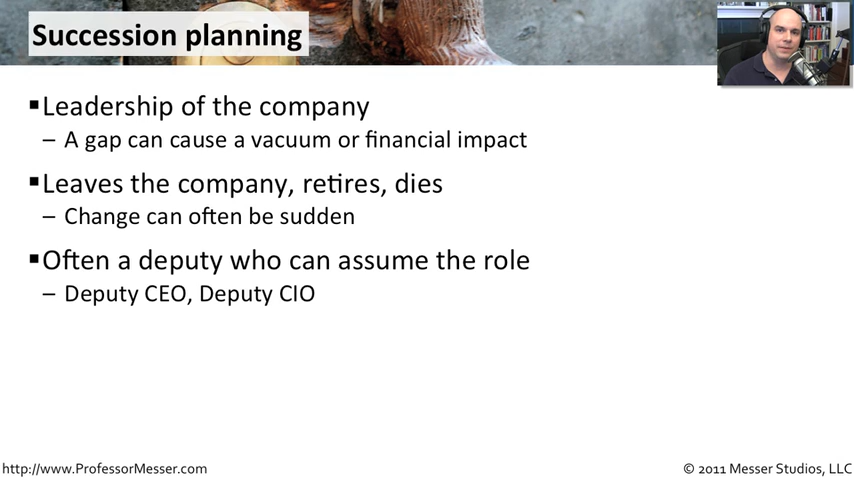 Succession planning
▪Leadership of the company
– A gap can cause a vacuum or financial impact
▪Leaves the company, retires, dies
– Change can often be sudden
▪Often a deputy who can assume the role
– Deputy CEO, Deputy CIO
http://www.ProfessorMesser.com
© 2011 Messer Studios, LLC